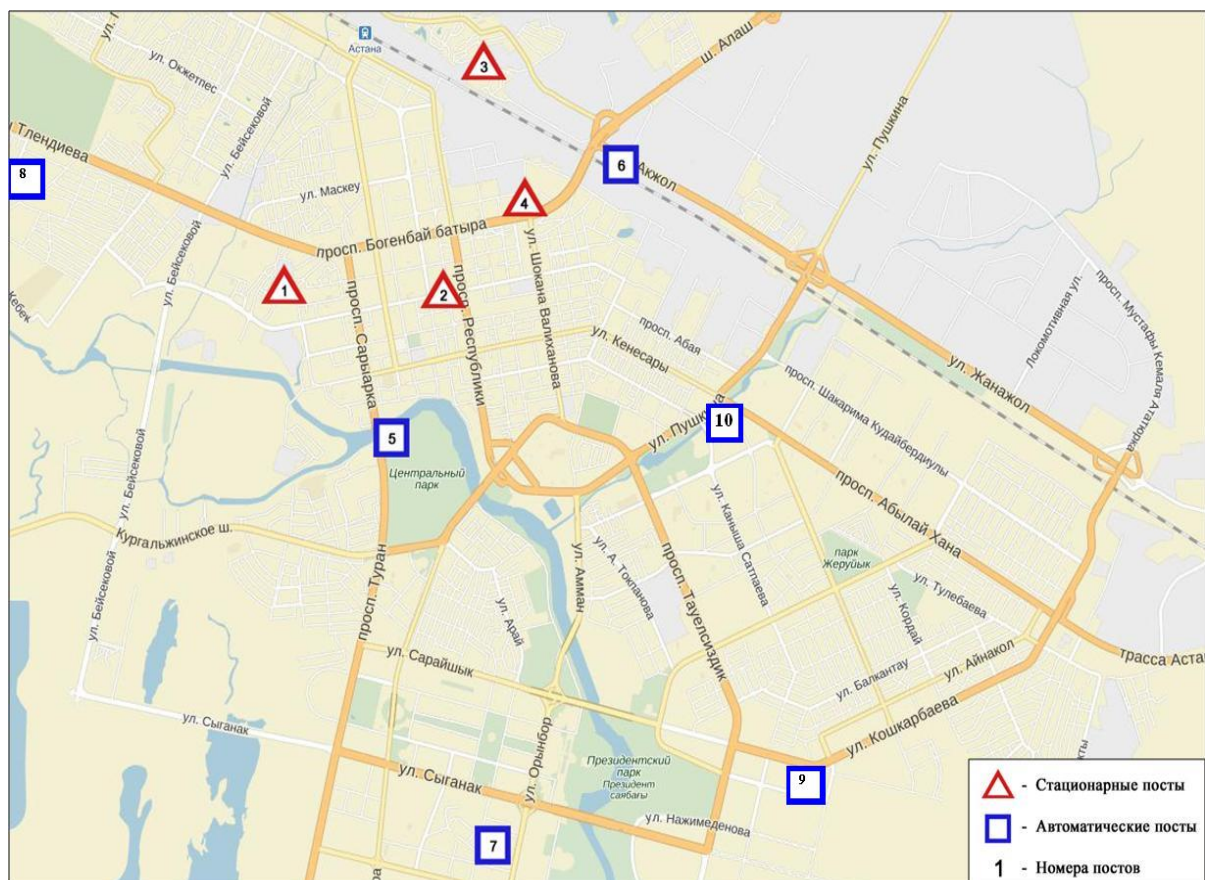 ш. Алаш
Астана
3
ул. Окжетпес
ул. Бейсековой
ул. Пушкина
Тлендиева
8
6
Акжол
ул. Маскеу
4
просп. Богенбай батыра
ул. Бейсековой
ул. Шокана Валиханова
просп. Мустафы Кемаля Ататюрка
Локомотивная ул.
1
2
просп. Сарыарка
просп. Республики
Кебек
просп. Абая
ул. Кенесары
ул. Жанажол
просп. Шакарима Кудайбердиулы
10
ул. Пушкина
5
Центральный
парк
ул. Бейсековой
Кургальжинское ш.
просп. Абылай Хана
ул. Каныша Сатпаева
парк
Жеруйык
ул. А. Токпанова
ул. Амман
просп. Туран
ул. Арай
просп. Тауелсиздик
ул. Тулебаева
ул. Кордай
ул. Бейсековой
ул. Сарайшык
ул. Балкантау
ул. Айнакол
трасса Аста
ул. Сыганак
ул. Орынбор
ул. Кошкарбаева
Президентский
парк
Президент
саябағы
ул. Сыганак
9
ул. Нажимеденова
7
- Стационарные посты
- Автоматические посты
1 - Номера постов